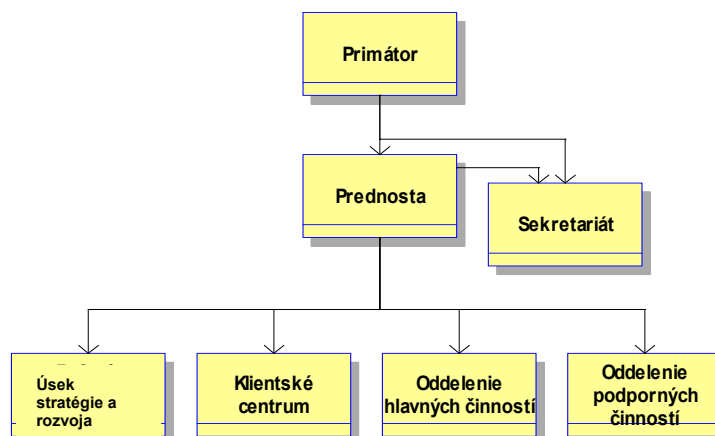 Primátor
Prednosta
Sekretariát
Úsek
stratégie a
rozvoja
Klientské
centrum
Oddelenie
hlavných činností
Oddelenie
podporných
činností